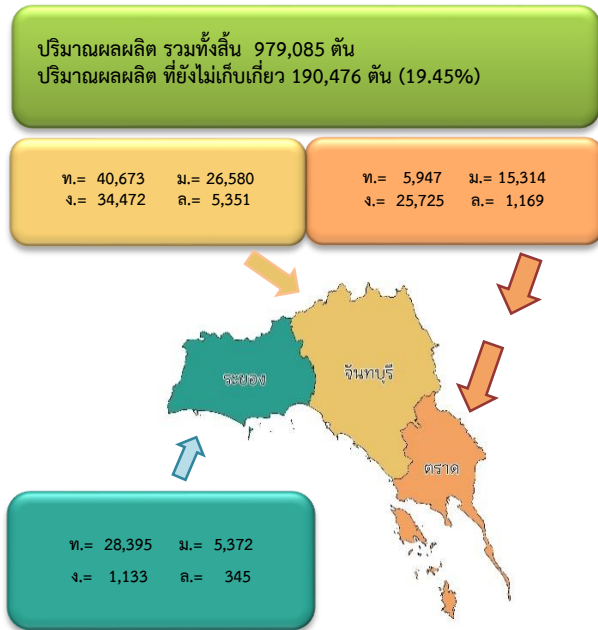 ปริมาณผลผลิต รวมทั้งสิ้น 979,085 ตัน
ปริมาณผลผลิต ที่ยังไม่เก็บเกี่ยว 190,476 ตัน (19.45%)
ท.= 40,673 ม.= 26,580
ง.= 34,472 ล.= 5,351
ท.= 5,947 ม.= 15,314
ง.= 25,725 ล.= 1,169
ระยอง
จันทบุรี
ตราด
ท.= 28,395 ม.= 5,372
ง.= 1,133 ล.= 345